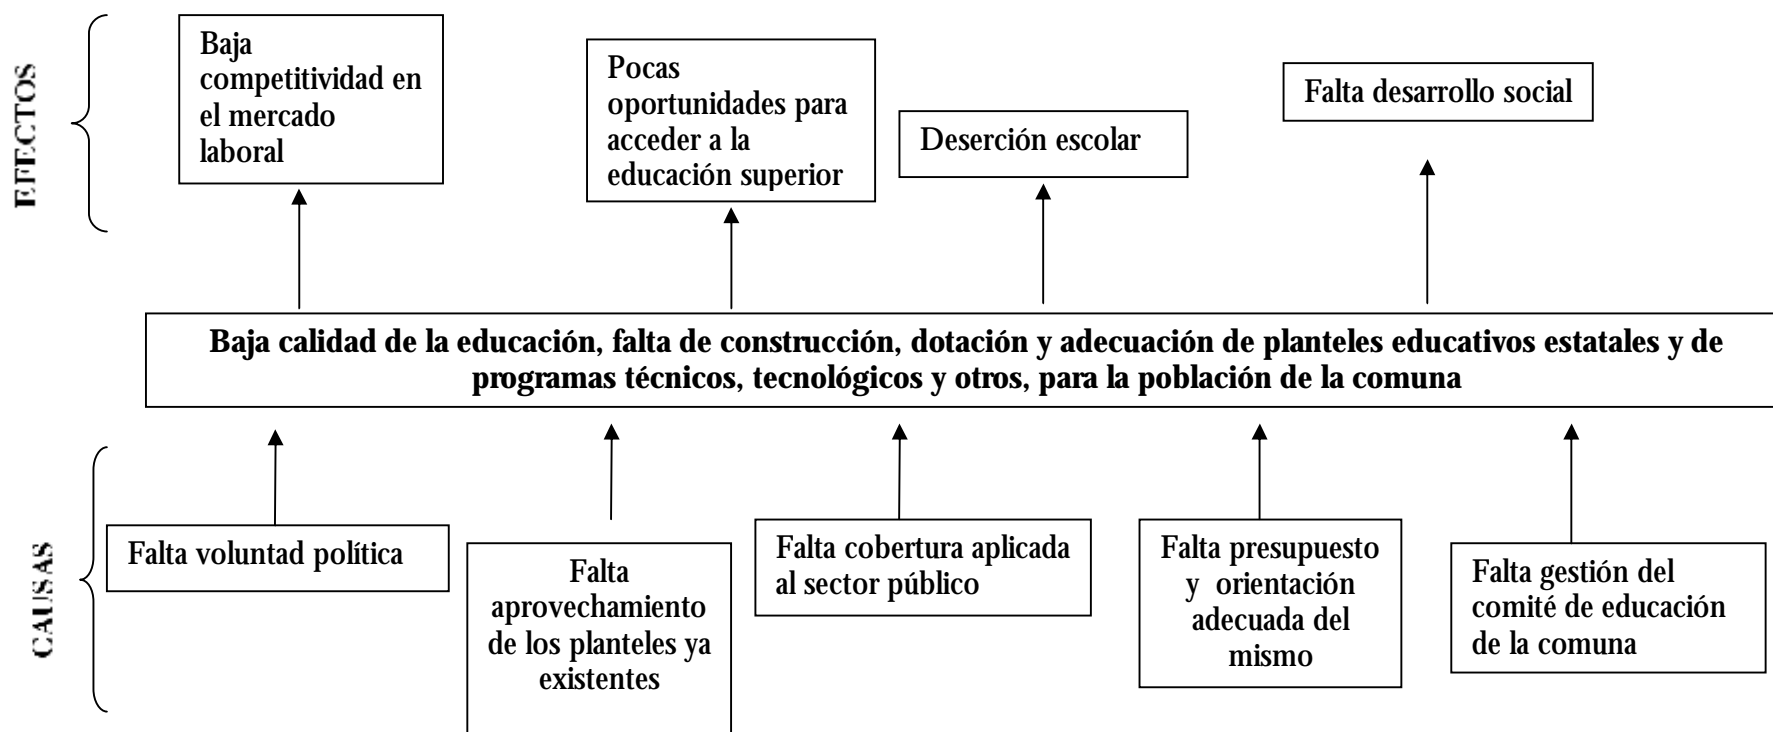 EFECTOS
Baja
competitividad en
el mercado
laboral
Pocas
oportunidades para
acceder a la
educación superior
Deserción escolar
Falta desarrollo social
Baja calidad de la educación, falta de construcción, dotación y adecuación de planteles educativos estatales y de
programas técnicos, tecnológicos y otros, para la población de la comuna
CAUSAS
Falta voluntad política
Falta
aprovechamiento
de los planteles ya
existentes
Falta cobertura aplicada
al sector público
Falta presupuesto
y orientación
adecuada del
mismo
Falta gestión del
comité de educación
de la comuna